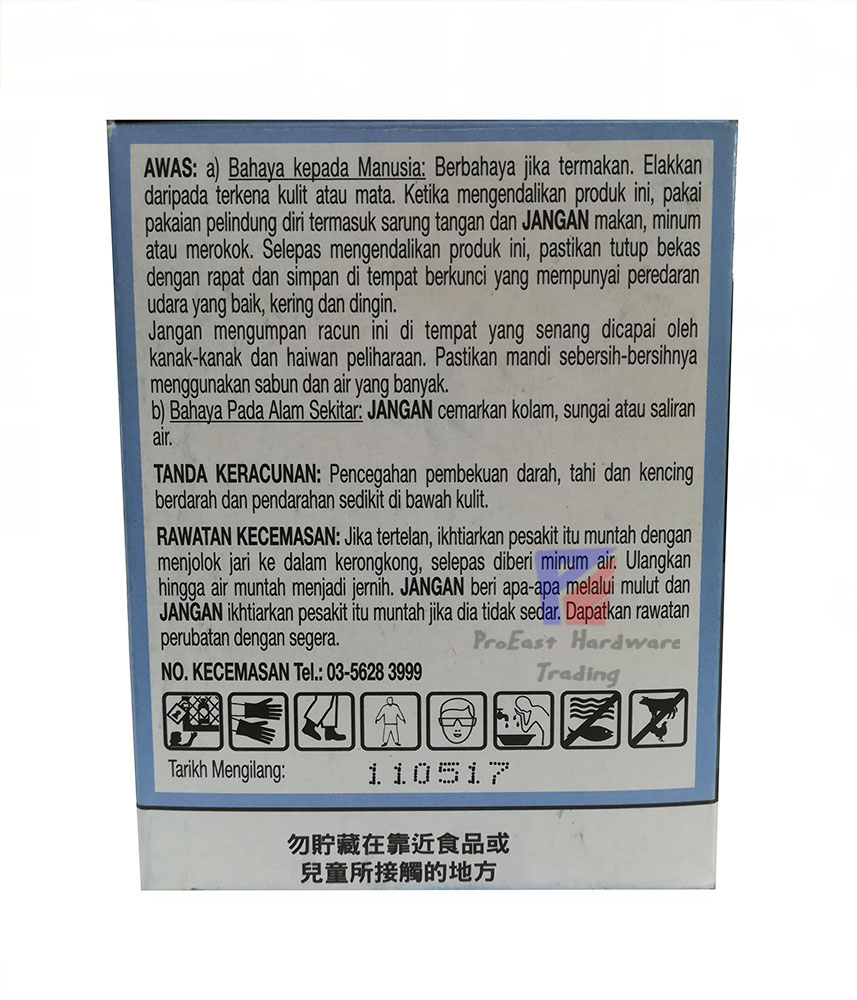 AWAS: a) Bahaya kepada Manusia: Berbahaya jika termakan. Elakkan
daripada terkena kulit atau mata. Ketika mengendalikan produk ini, pakai
pakaian pelindung diri termasuk sarung tangan dan JANGAN makan, minum
atau merokok. Selepas mengendalikan produk ini, pastikan tutup bekas
dengan rapat dan simpan di tempat berkunci yang mempunyai peredaran
udara yang baik, kering dan dingin.
Jangan mengumpan racun ini di tempat yang senang dicapai oleh
kanak-kanak dan haiwan peliharaan. Pastikan mandi sebersih-bersihnya
menggunakan sabun dan air yang banyak.
b) Bahaya Pada Alam Sekitar: JANGAN cemarkan kolam, sungai atau saliran
air.
TANDA KERACUNAN: Pencegahan pembekuan darah, tahi dan kencing
berdarah dan pendarahan sedikit di bawah kulit.
RAWATAN KECEMASAN: Jika tertelan, ikhtiarkan pesakit itu muntah dengan
menjolok jari ke dalam kerongkong, selepas diberi minum air. Ulangkan
hingga air muntah menjadi jernih. JANGAN beri apa-apa melalui mulut dan
JANGAN ikhtiarkan pesakit itu muntah jika dia tidak sedar. Dapatkan rawatan
perubatan dengan segera.
ProEast Hardware
Trading
NO. KECEMASAN Tel.: 03-5628 3999
Tarikh Mengilang: 110517
勿貯藏在靠近食品或
兒童所接觸的地方